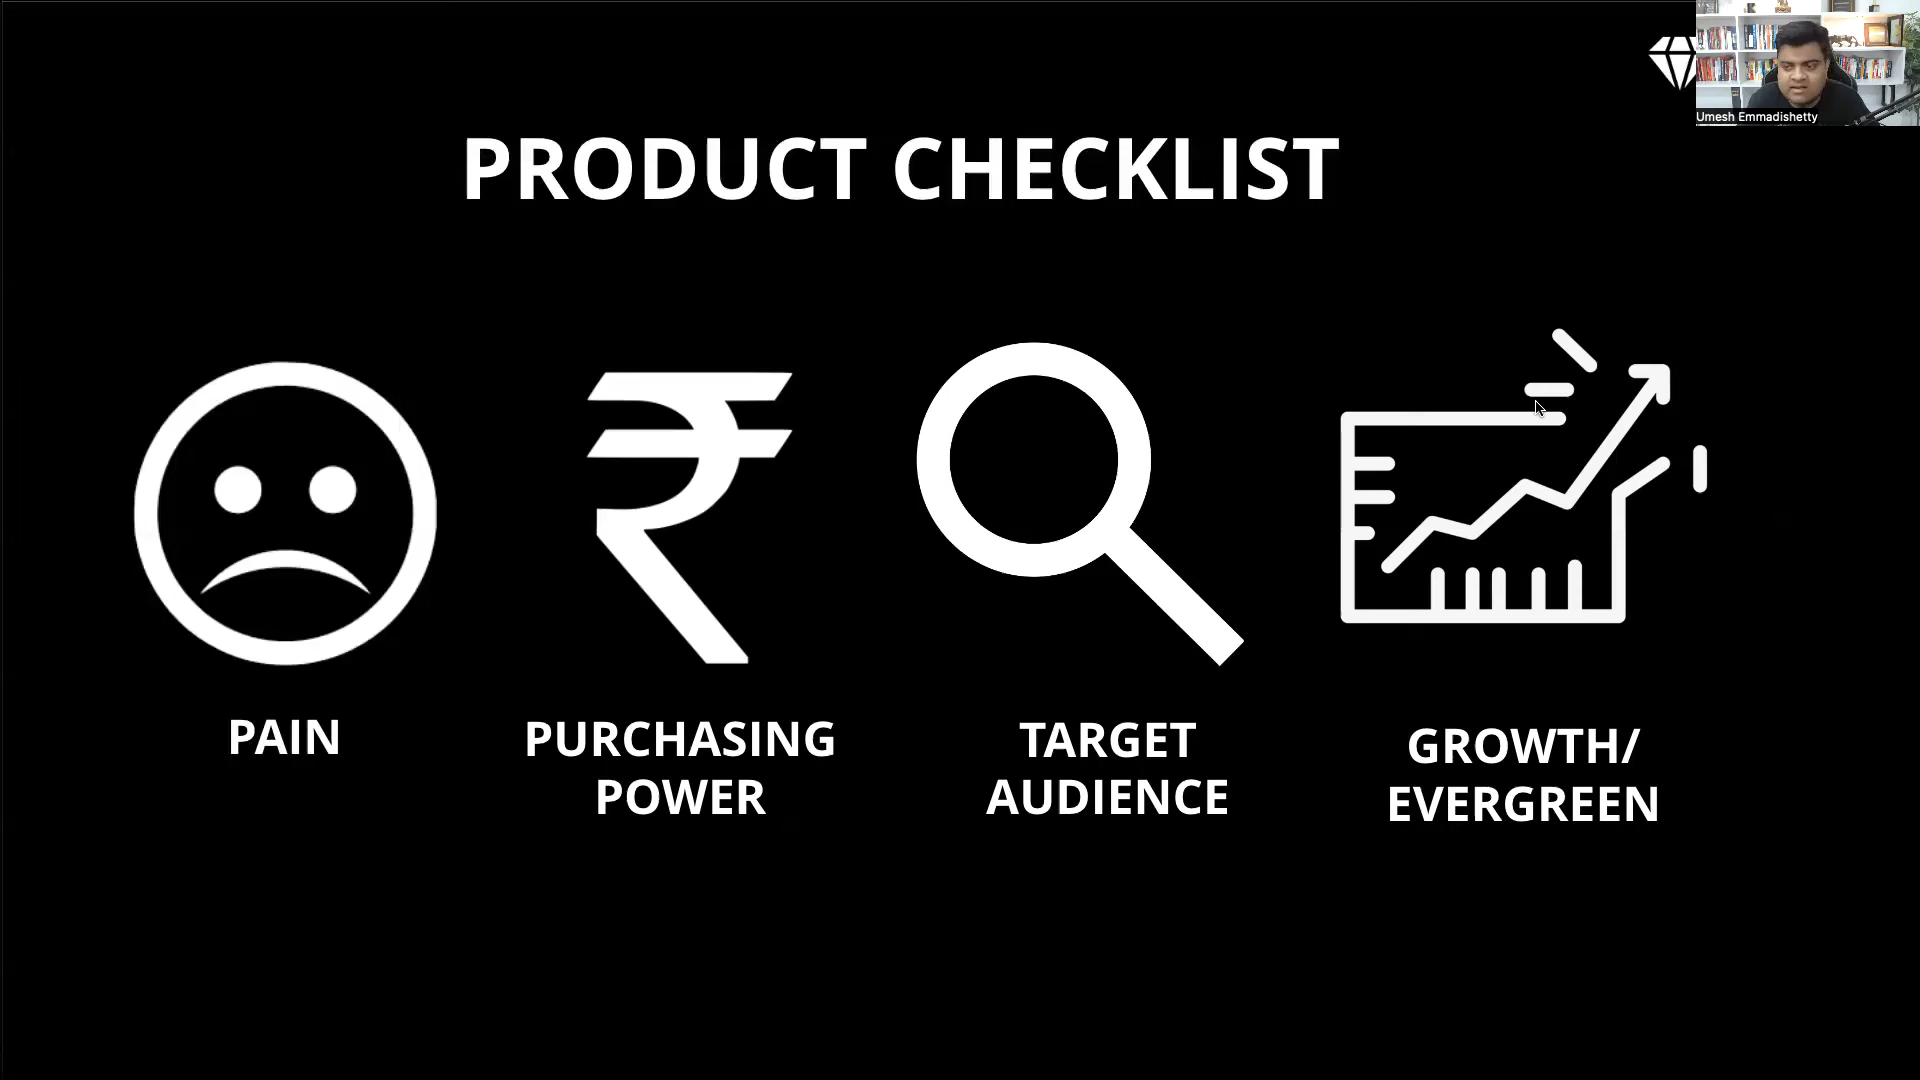 Umesh Emmadishetty
PRODUCT CHECKLIST
PAIN
PURCHASING
POWER
TARGET
AUDIENCE
GROWTH/
EVERGREEN